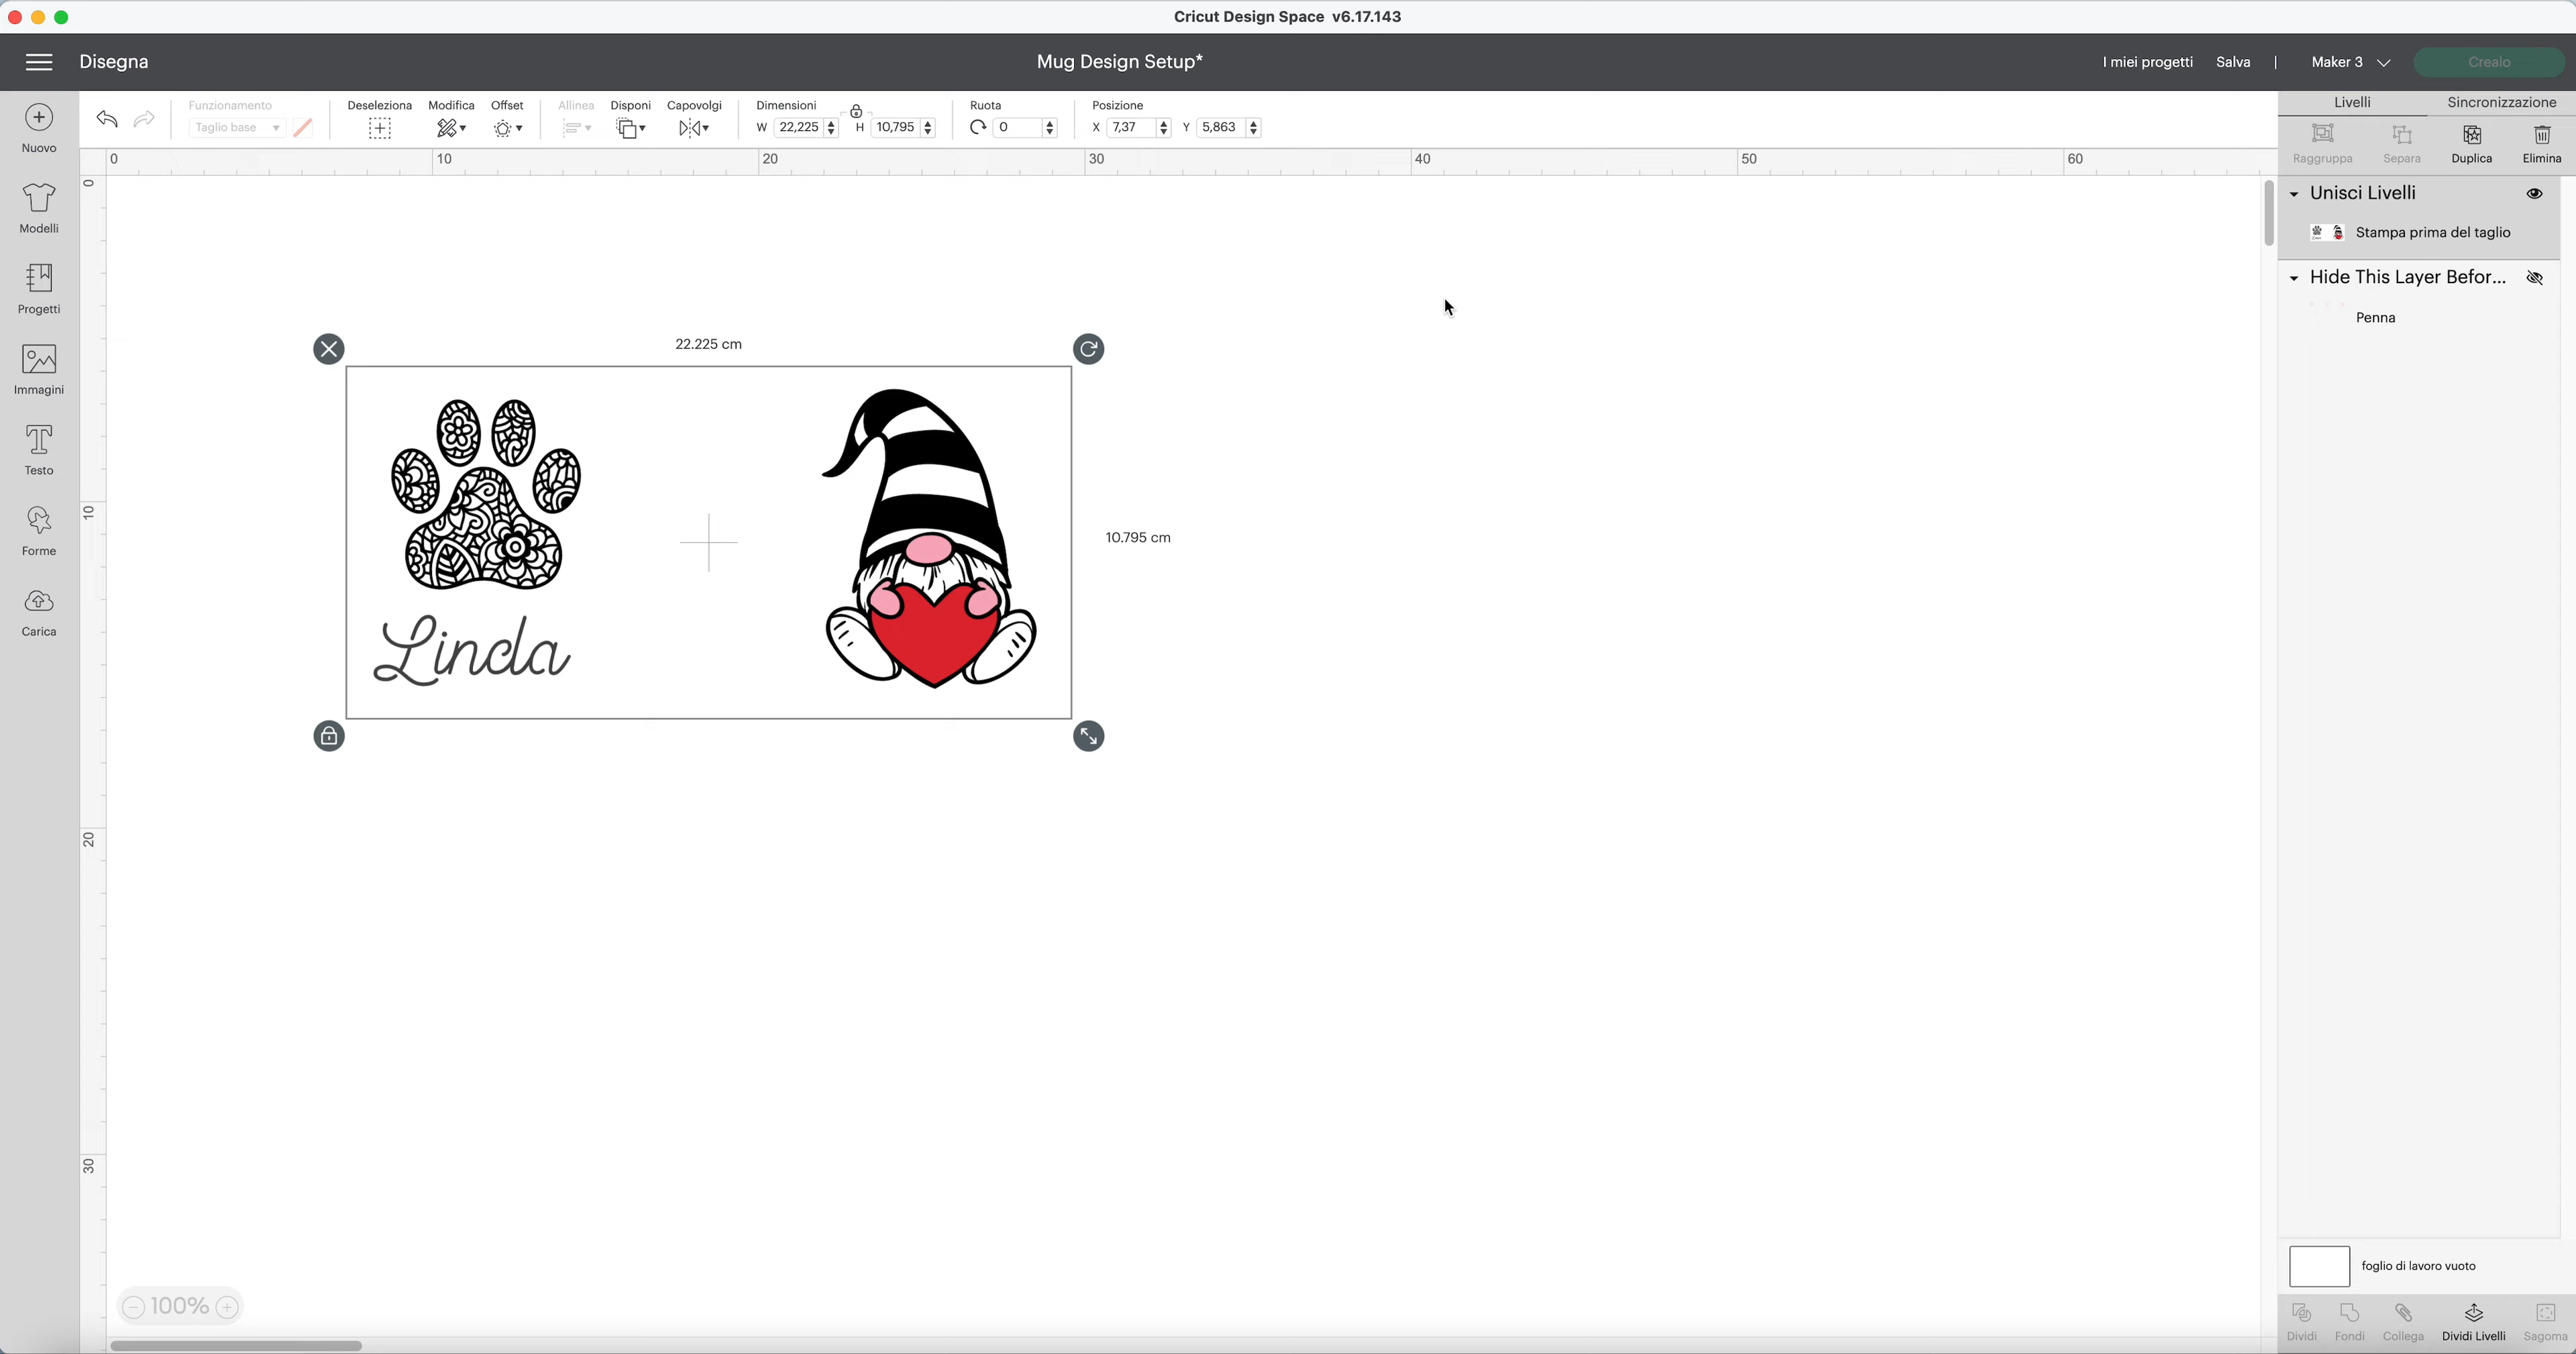 Cricut Design Space v6.17.143
Disegna
Mug Design Setup*
I miei progetti
Salva
Maker 3
Crealo
Nuovo
Modelli
Progetti
Immagini
Testo
Forme
Carica
Funzionamento
Taglio base
Deseleziona
Modifica
Offset
Allinea
Disponi
Capovolgi
Dimensioni
W 22,225
H 10,795
Ruota
0
Posizione
X 7,37
Y 5,863
0 10 20 30 40 50 60
0
10
20
30
22.225 cm
10.795 cm
Linda
100%
Livelli
Sincronizzazione
Raggruppa
Separa
Duplica
Elimina
Unisci Livelli
Stampa prima del taglio
Hide This Layer Befor...
Penna
foglio di lavoro vuoto
Dividi
Fondi
Collega
Dividi Livelli
Sagoma